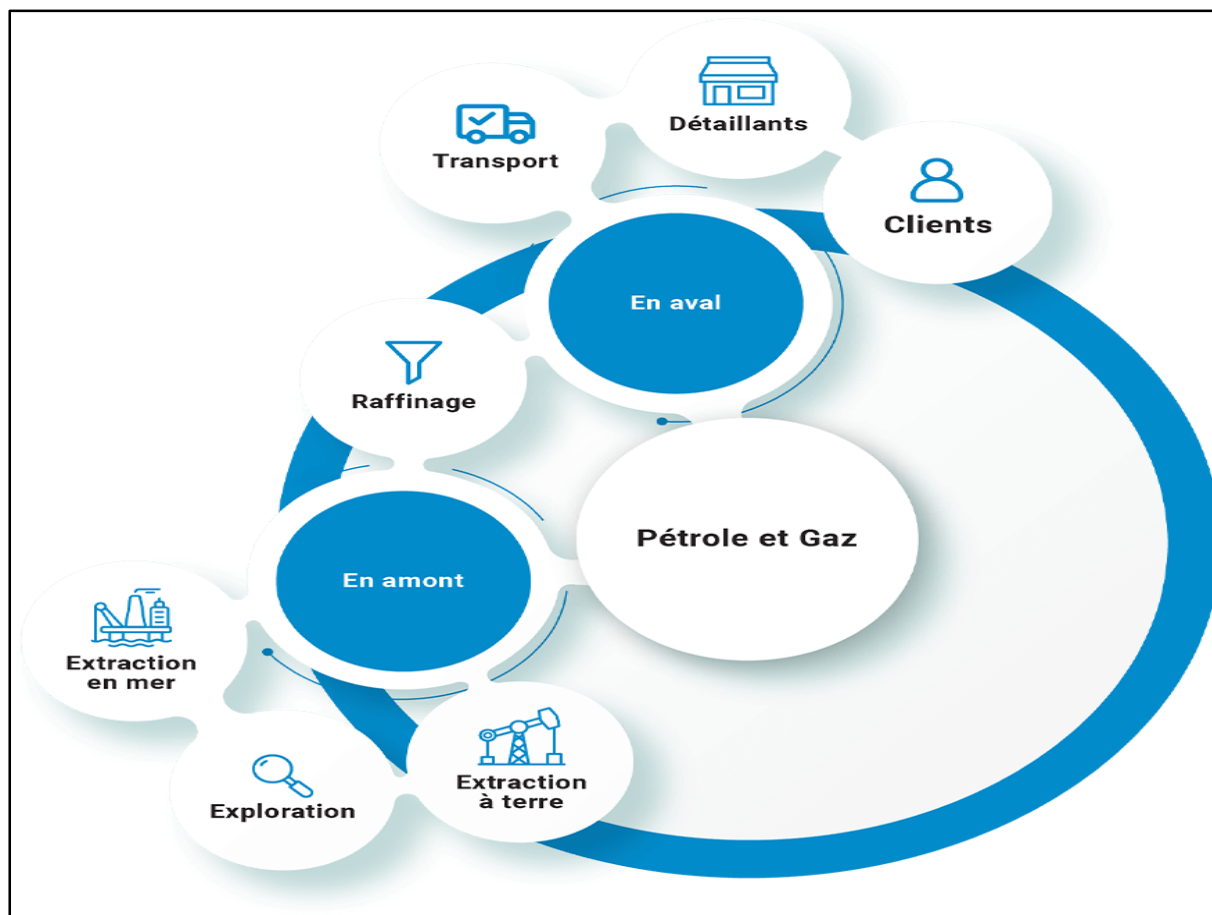 Détaillants
Transport
Clients
En aval
Raffinage
Pétrole et Gaz
En amont
Extraction
en mer
Extraction
à terre
Exploration